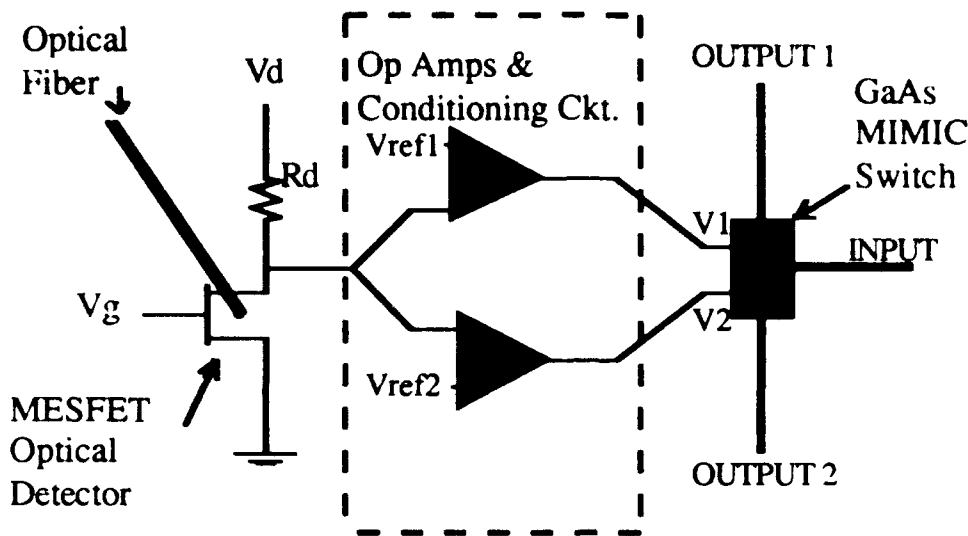 Optical
Fiber
Vd
Rd
Vg
MESFET
Optical
Detector
Op Amps &
Conditioning Ckt.
Vref1
Vref2
V1
V2
OUTPUT 1
GaAs
MIMIC
Switch
INPUT
OUTPUT 2